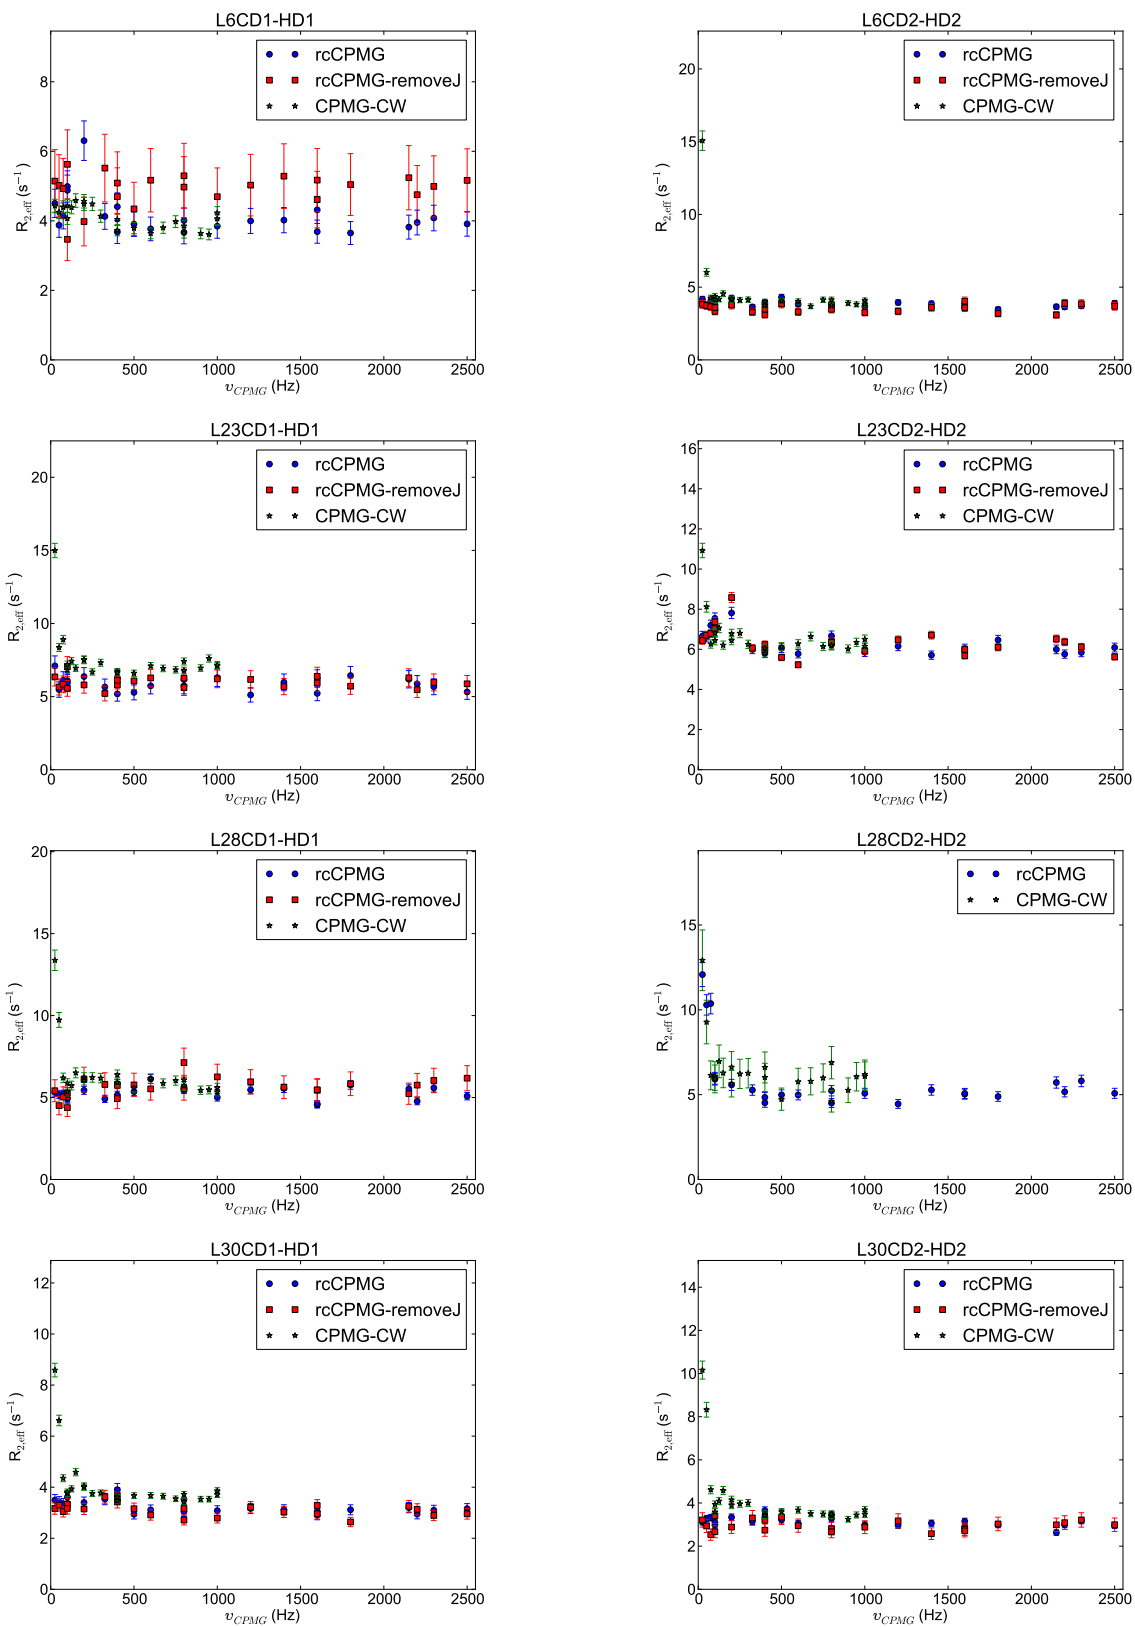 L6CD1-HD1
rcCPMG
rcCPMG-removeJ
CPMG-CW
8
6
4
2
0
R2,eff (s−1)
0 500 1000 1500 2000 2500
υCPMG (Hz)
L6CD2-HD2
rcCPMG
rcCPMG-removeJ
CPMG-CW
20
15
10
5
0
R2,eff (s−1)
0 500 1000 1500 2000 2500
υCPMG (Hz)
L23CD1-HD1
rcCPMG
rcCPMG-removeJ
CPMG-CW
20
15
10
5
0
R2,eff (s−1)
0 500 1000 1500 2000 2500
υCPMG (Hz)
L23CD2-HD2
rcCPMG
rcCPMG-removeJ
CPMG-CW
16
14
12
10
8
6
4
2
0
R2,eff (s−1)
0 500 1000 1500 2000 2500
υCPMG (Hz)
L28CD1-HD1
rcCPMG
rcCPMG-removeJ
CPMG-CW
20
15
10
5
0
R2,eff (s−1)
0 500 1000 1500 2000 2500
υCPMG (Hz)
L28CD2-HD2
rcCPMG
CPMG-CW
15
10
5
0
R2,eff (s−1)
0 500 1000 1500 2000 2500
υCPMG (Hz)
L30CD1-HD1
rcCPMG
rcCPMG-removeJ
CPMG-CW
12
10
8
6
4
2
0
R2,eff (s−1)
0 500 1000 1500 2000 2500
υCPMG (Hz)
L30CD2-HD2
rcCPMG
rcCPMG-removeJ
CPMG-CW
14
12
10
8
6
4
2
0
R2,eff (s−1)
0 500 1000 1500 2000 2500
υCPMG (Hz)